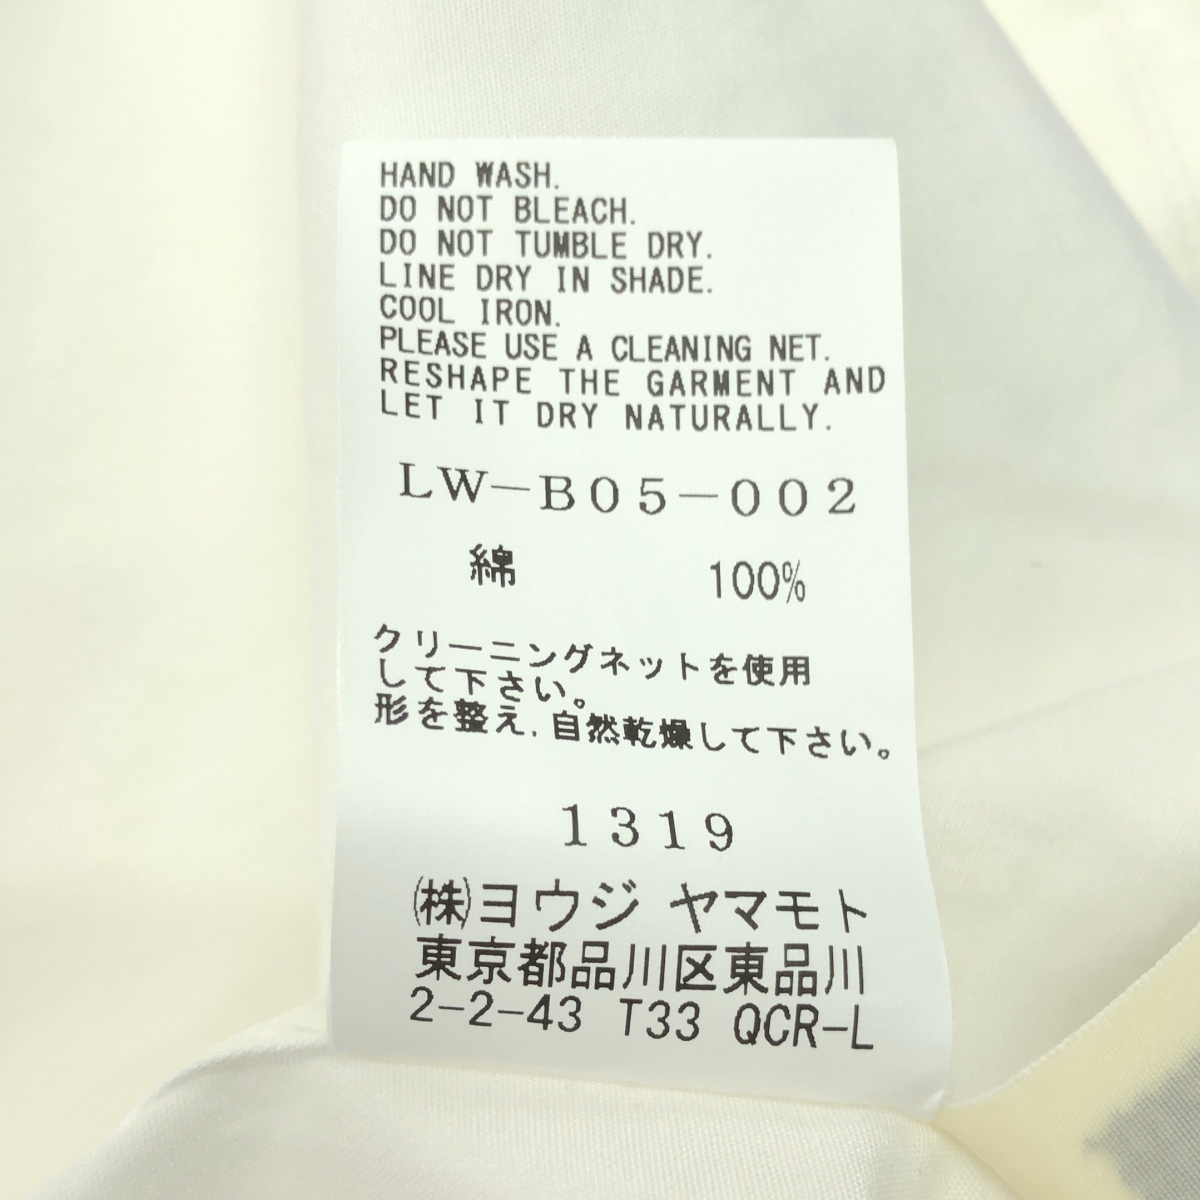 HAND WASH.
DO NOT BLEACH.
DO NOT TUMBLE DRY.
LINE DRY IN SHADE.
COOL IRON.
PLEASE USE A CLEANING NET.
RESHAPE THE GARMENT AND
LET IT DRY NATURALLY.
LW-B05-002
綿 100%
クリーニングネットを使用
して下さい。
形を整え、自然乾燥して下さい。
1319
(株)ヨウジ ヤマモト
東京都品川区東品川
2-2-43 T33 QCR-L